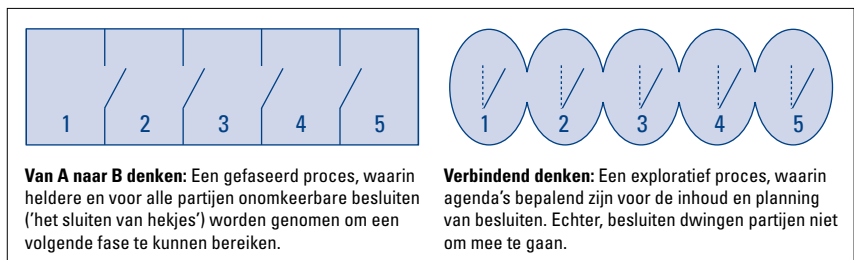 1 2 3 4 5
1 2 3 4 5
Van A naar B denken: Een gefaseerd proces, waarin
heldere en voor alle partijen onomkeerbare besluiten
('het sluiten van hekjes') worden genomen om een
volgende fase te kunnen bereiken.
Verbindend denken: Een exploratief proces, waarin
agenda's bepalend zijn voor de inhoud en planning
van besluiten. Echter, besluiten dwingen partijen niet
om mee te gaan.